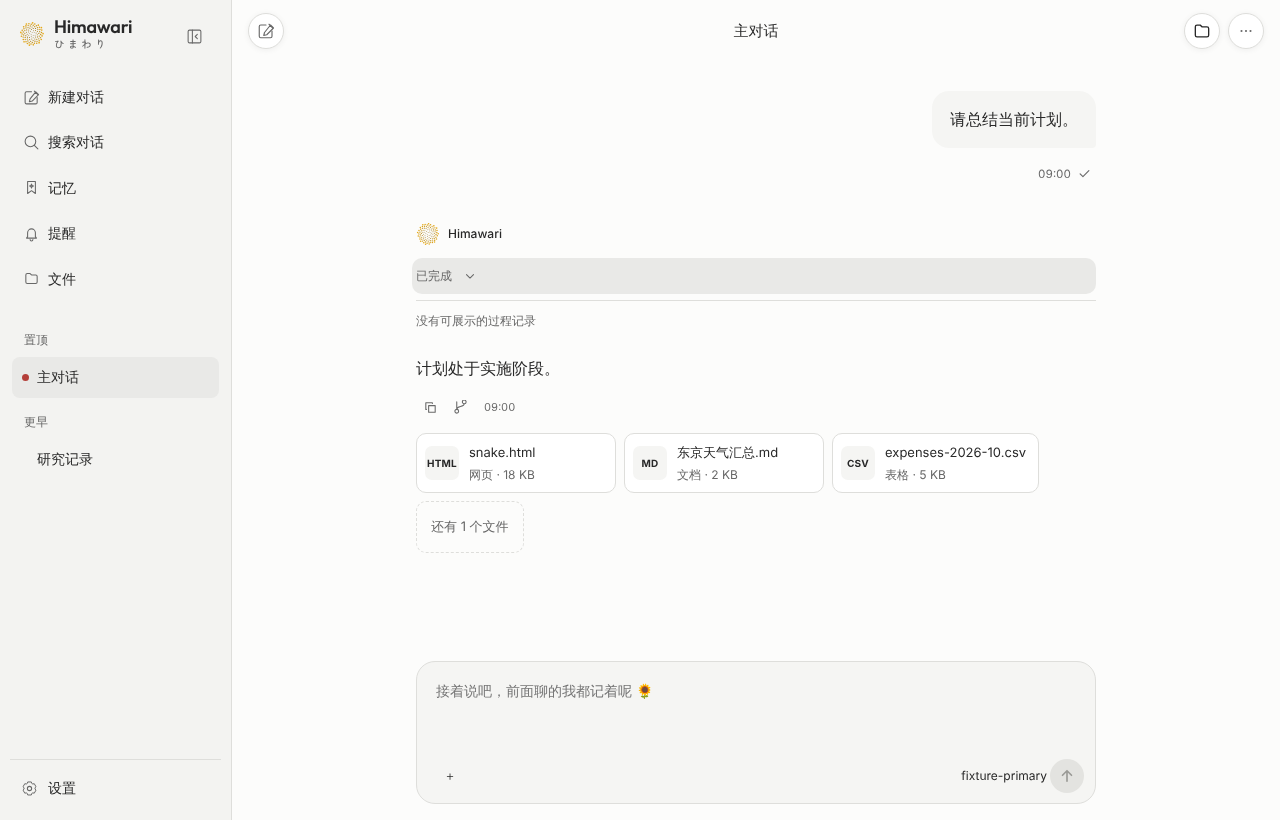 Himawari
ひまわり
新建对话
搜索对话
记忆
提醒
文件
置顶
主对话
更早
研究记录
设置
主对话
请总结当前计划。
09:00
Himawari
已完成
没有可展示的过程记录
计划处于实施阶段。
09:00
HTML
snake.html
网页 · 18 KB
MD
东京天气汇总.md
文档 · 2 KB
CSV
expenses-2026-10.csv
表格 · 5 KB
还有 1 个文件
接着说吧，前面聊的我都记着呢 🌻
+
fixture-primary